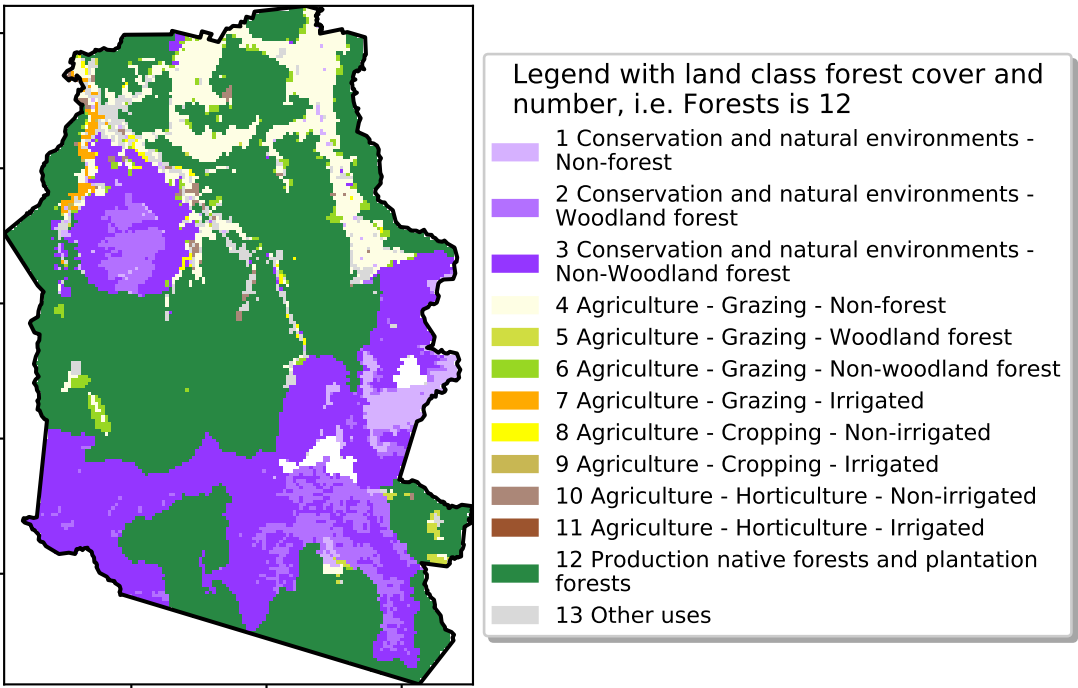 Legend with land class forest cover and
number, i.e. Forests is 12
1 Conservation and natural environments -
Non-forest
2 Conservation and natural environments -
Woodland forest
3 Conservation and natural environments -
Non-Woodland forest
4 Agriculture - Grazing - Non-forest
5 Agriculture - Grazing - Woodland forest
6 Agriculture - Grazing - Non-woodland forest
7 Agriculture - Grazing - Irrigated
8 Agriculture - Cropping - Non-irrigated
9 Agriculture - Cropping - Irrigated
10 Agriculture - Horticulture - Non-irrigated
11 Agriculture - Horticulture - Irrigated
12 Production native forests and plantation
forests
13 Other uses